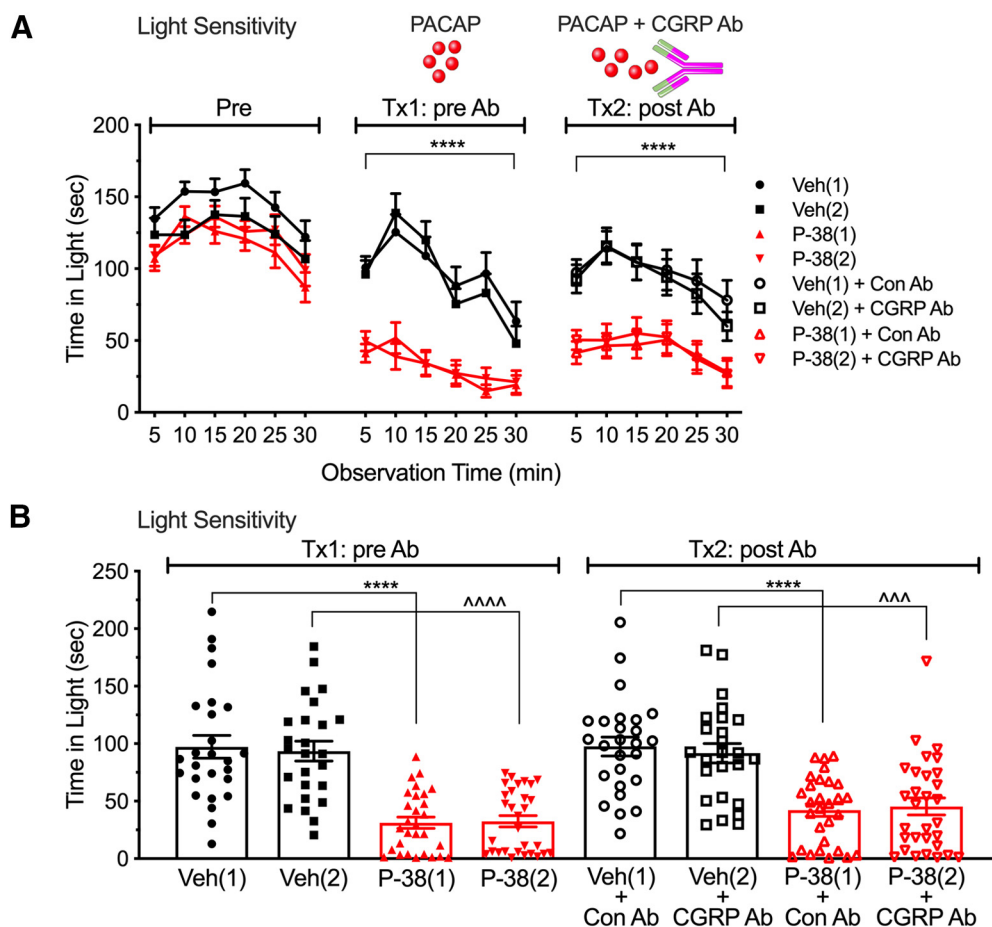 A
Light Sensitivity
PACAP
PACAP + CGRP Ab
Pre
Tx1: pre Ab
Tx2: post Ab
****
****
200
150
100
50
0
Time in Light (sec)
5 10 15 20 25 30
5 10 15 20 25 30
5 10 15 20 25 30
Observation Time (min)
Veh(1)
Veh(2)
P-38(1)
P-38(2)
Veh(1) + Con Ab
Veh(2) + CGRP Ab
P-38(1) + Con Ab
P-38(2) + CGRP Ab
B
Light Sensitivity
Tx1: pre Ab
Tx2: post Ab
****
^^^^
****
^^^
250
200
150
100
50
0
Time in Light (sec)
Veh(1)
Veh(2)
P-38(1)
P-38(2)
Veh(1)
+
Con Ab
Veh(2)
+
CGRP Ab
P-38(1)
+
Con Ab
P-38(2)
+
CGRP Ab